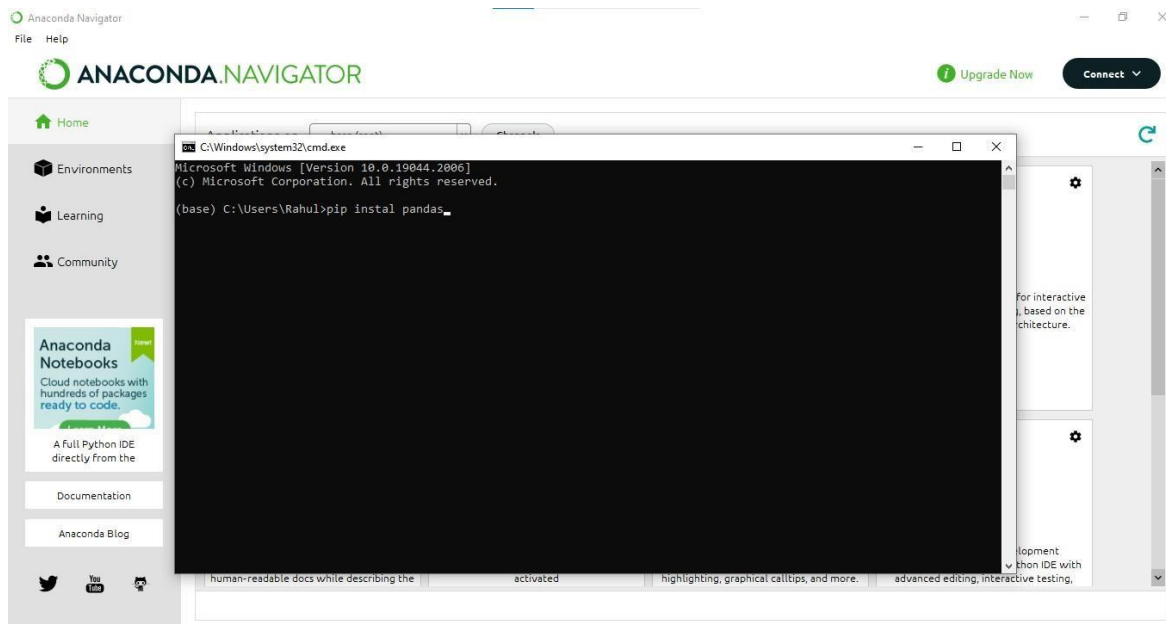 Anaconda Navigator
File Help
ANACONDA.NAVIGATOR
Upgrade Now
Connect
Home
Environments
Learning
Community
C:\Windows\system32\cmd.exe
Microsoft Windows [Version 10.0.19044.2006]
(c) Microsoft Corporation. All rights reserved.
(base) C:\Users\Rahul>pip instal pandas
for interactive
, based on the
Anaconda
Notebooks
New!
Cloud notebooks with
hundreds of packages
ready to code.
A full Python IDE
directly from the
Documentation
Anaconda Blog
You
Tube
IDE with
human-readable docs while describing the
activated
highlighting, graphical calltips, and more.
advanced editing, interactive testing,